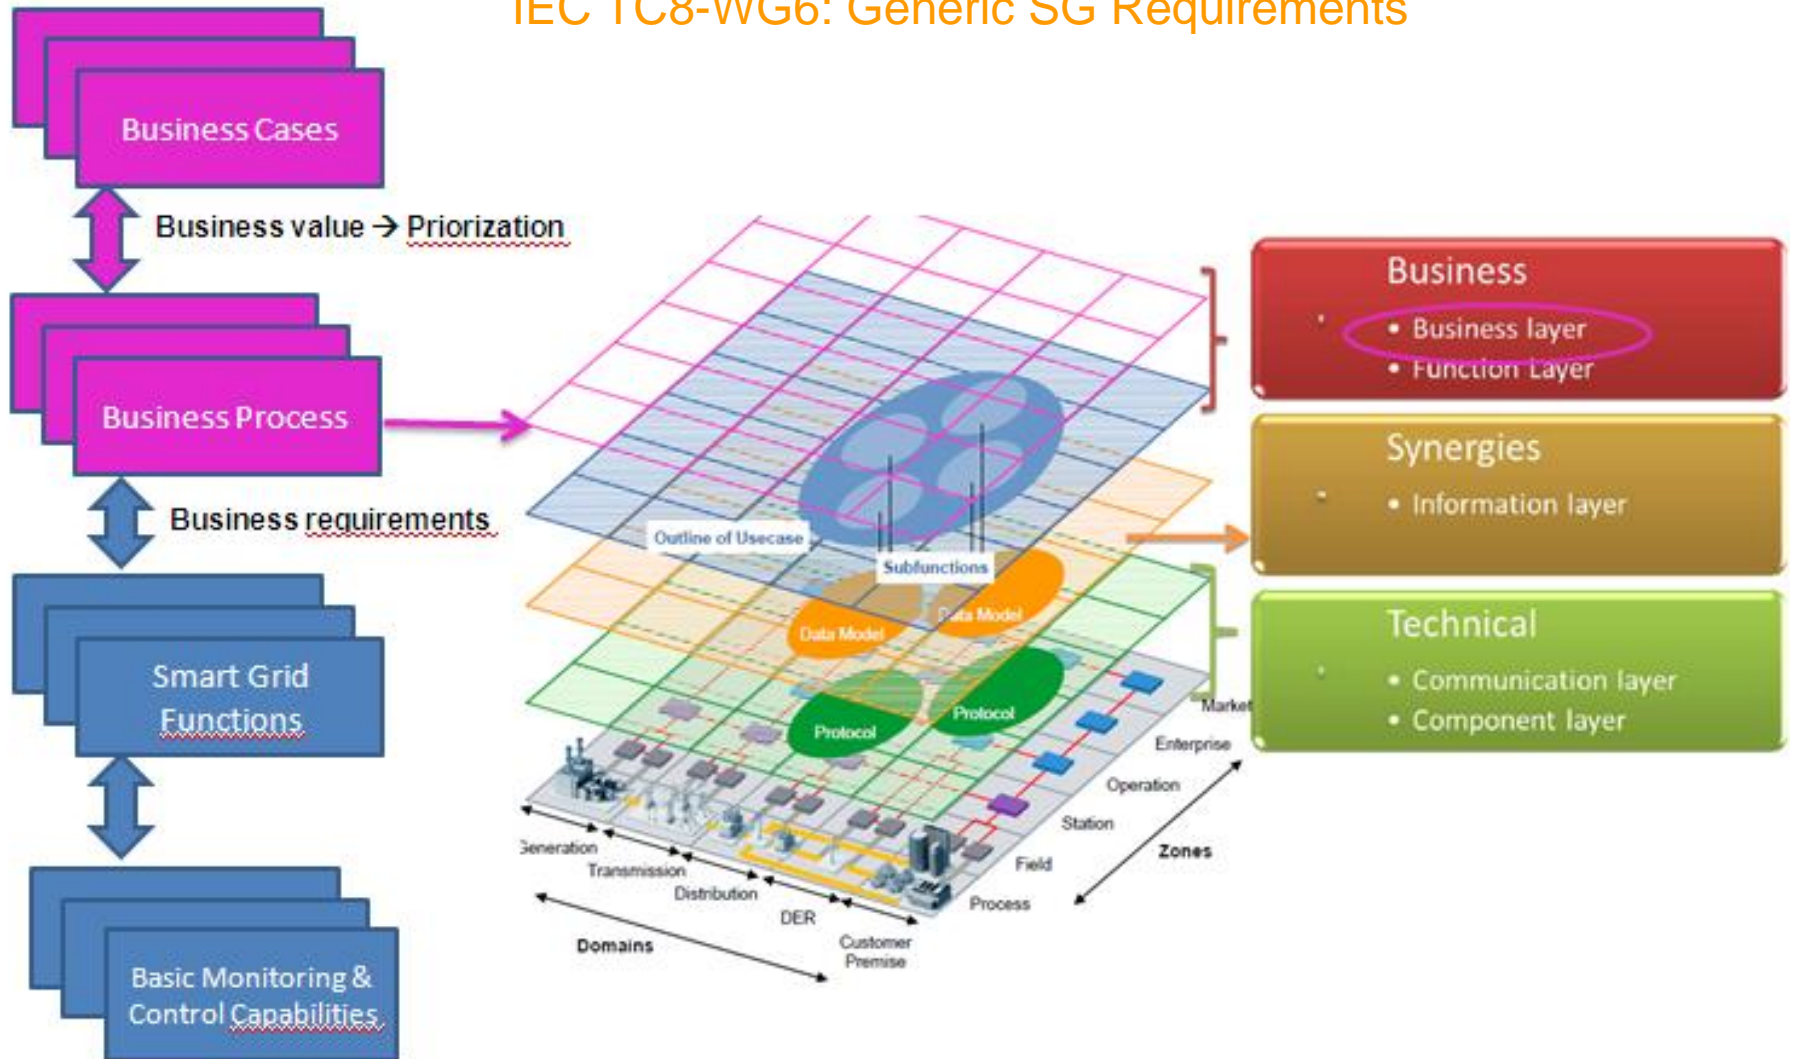 IEC TC8-WG6: Generic SG Requirements
Business Cases
Business value → Priorization
Business Process
Business requirements
Smart Grid
Functions
Basic Monitoring &
Control Capabilities
Outline of Usecase
Subfunctions
Data Model
Data Model
Protocol
Protocol
Market
Enterprise
Operation
Station
Field
Process
Zones
Generation
Transmission
Distribution
DER
Customer
Premise
Domains
Business
• Business layer
• Function Layer
Synergies
• Information layer
Technical
• Communication layer
• Component layer